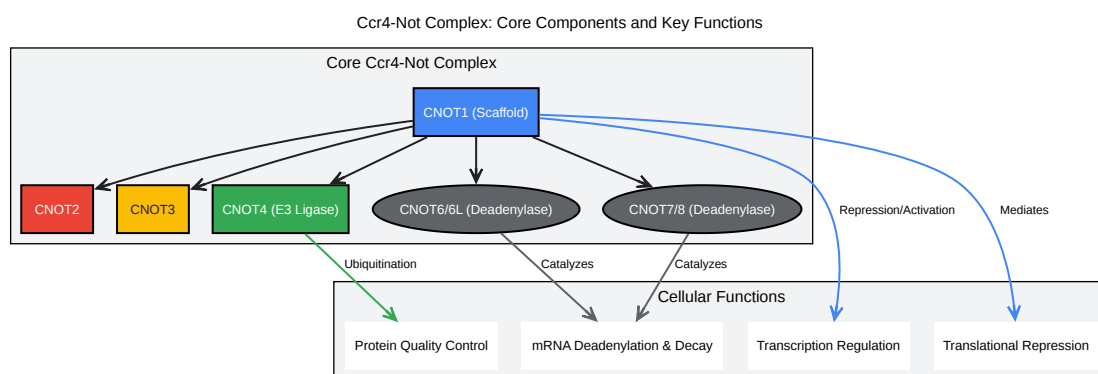 Ccr4-Not Complex: Core Components and Key Functions
Core Ccr4-Not Complex
CNOT1 (Scaffold)
CNOT2
CNOT3
CNOT4 (E3 Ligase)
CNOT6/6L (Deadenylase)
CNOT7/8 (Deadenylase)
Repression/Activation
Mediates
Ubiquitination
Catalyzes
Catalyzes
Cellular Functions
Protein Quality Control
mRNA Deadenylation & Decay
Transcription Regulation
Translational Repression